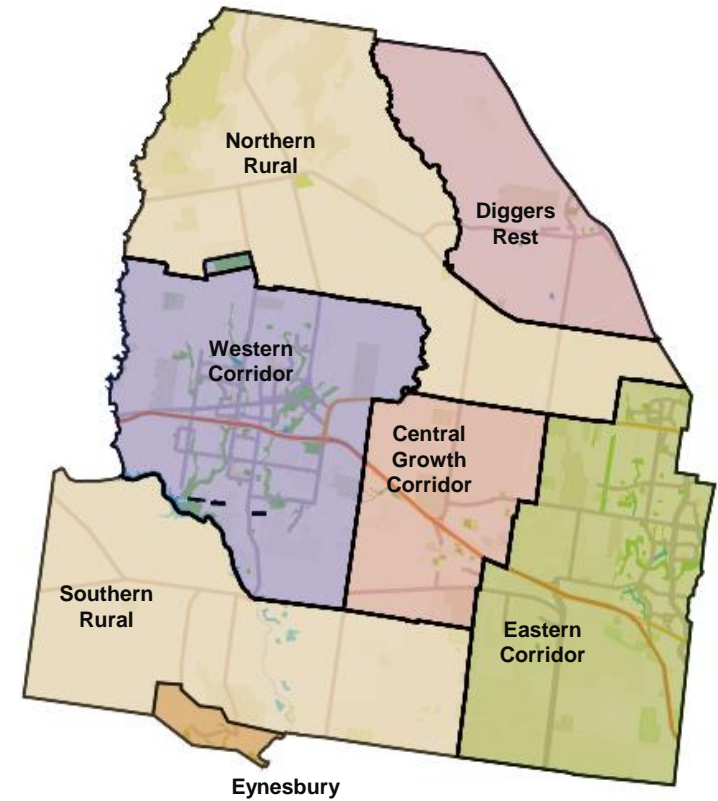 Northern
Rural
Diggers
Rest
Western
Corridor
Central
Growth
Corridor
Southern
Rural
Eastern
Corridor
Eynesbury